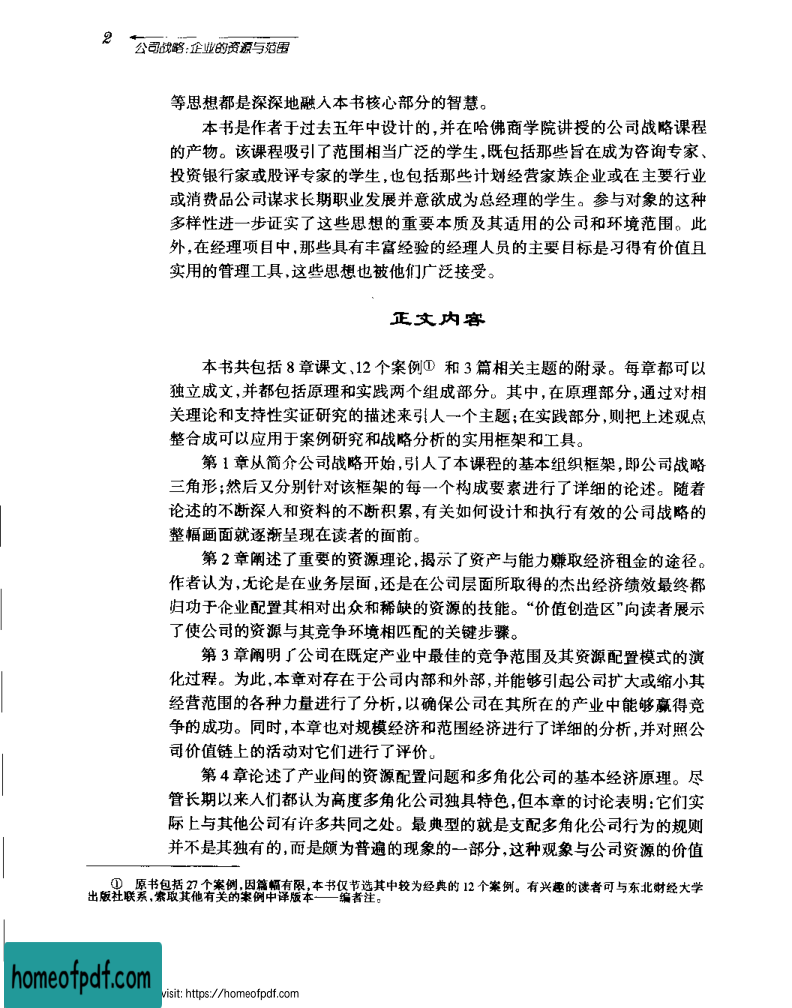 2
公司战略:企业的资源与范围
等思想都是深深地融入本书核心部分的智慧。
本书是作者于过去五年中设计的,并在哈佛商学院讲授的公司战略课程
的产物。该课程吸引了范围相当广泛的学生,既包括那些旨在成为咨询专家、
投资银行家或股评专家的学生,也包括那些计划经营家族企业或在主要行业
或消费品公司谋求长期职业发展并意欲成为总经理的学生。参与对象的这种
多样性进一步证实了这些思想的重要本质及其适用的公司和环境范围。此
外,在经理项目中,那些具有丰富经验的经理人员的主要目标是习得有价值且
实用的管理工具,这些思想也被他们广泛接受。
正文内容
本书共包括8章课文、12个案例① 和3篇相关主题的附录。每章都可以
独立成文,并都包括原理和实践两个组成部分。其中,在原理部分,通过对相
关理论和支持性实证研究的描述来引入一个主题;在实践部分,则把上述观点
整合成可以应用于案例研究和战略分析的实用框架和工具。
第1章从简介公司战略开始,引入了本课程的基本组织框架,即公司战略
三角形;然后又分别针对该框架的每一个构成要素进行了详细的论述。随着
论述的不断深入和资料的不断积累,有关如何设计和执行有效的公司战略的
整幅画面就逐渐呈现在读者的面前。
第2章阐述了重要的资源理论,揭示了资产与能力赚取经济租金的途径。
作者认为,无论是在业务层面,还是在公司层面所取得的杰出经济绩效最终都
归功于企业配置其相对出众和稀缺的资源的技能。“价值创造区”向读者展示
了使公司的资源与其竞争环境相匹配的关键步骤。
第3章阐明了公司在既定产业中最佳的竞争范围及其资源配置模式的演
化过程。为此,本章对存在于公司内部和外部,并能够引起公司扩大或缩小其
经营范围的各种力量进行了分析,以确保公司在其所在的产业中能够赢得竞
争的成功。同时,本章也对规模经济和范围经济进行了详细的分析,并对照公
司价值链上的活动对它们进行了评价。
第4章论述了产业间的资源配置问题和多角化公司的基本经济原理。尽
管长期以来人们都认为高度多角化公司独具特色,但本章的讨论表明:它们实
际上与其他公司有许多共同之处。最典型的就是支配多角化公司行为的规则
并不是其独有的,而是颇为普遍的现象的一部分,这种观象与公司资源的价值
① 原书包括27个案例,因篇幅有限,本书仅节选其中较为经典的12个案例。有兴趣的读者可与东北财经大学
出版社联系,索取其他有关的案例中译版本——编者注。
homeofpdf.com
visit: https://homeofpdf.com